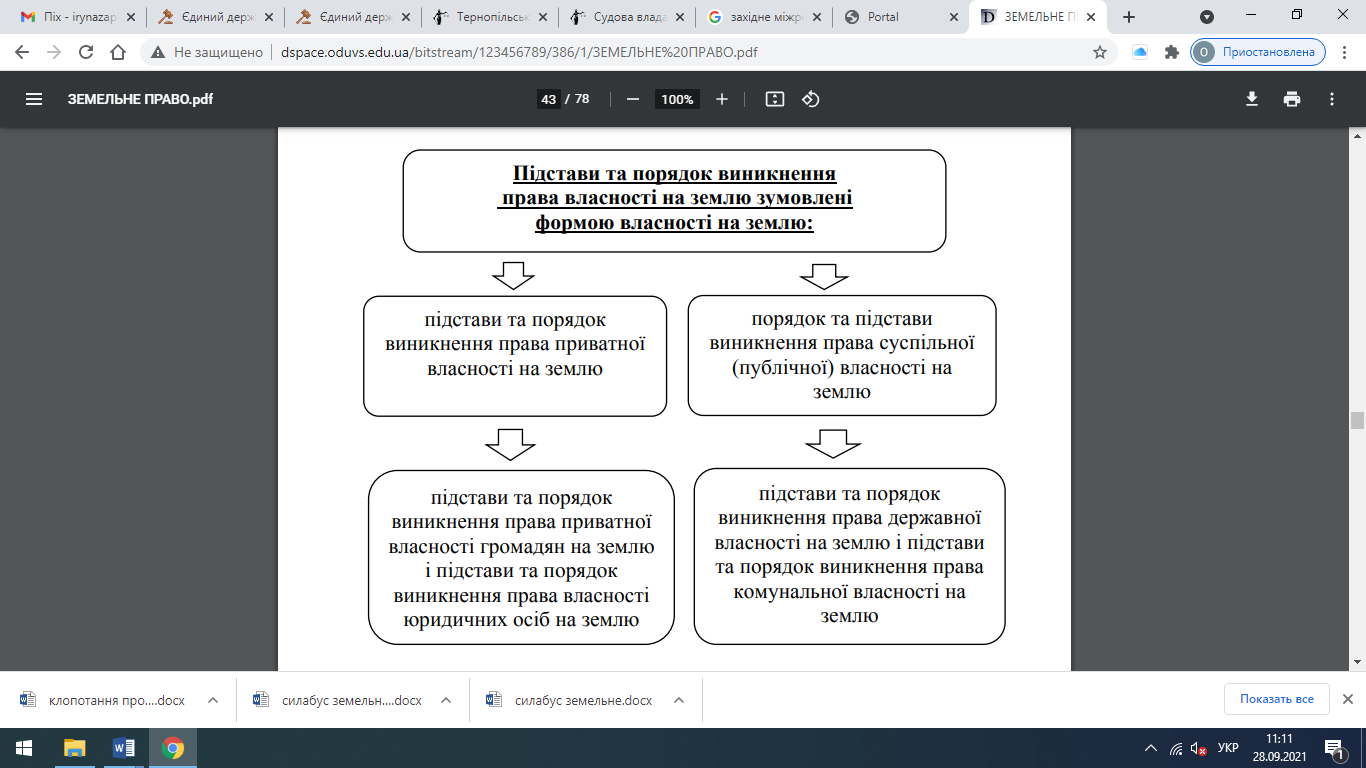 Піх - irynazap
Єдиний держ
Єдиний держ
Тернопільськ
Судова влада
західне міжр
Portal
ЗЕМЕЛЬНЕ П
Не защищено
dspace.oduvs.edu.ua/bitstream/123456789/386/1/ЗЕМЕЛЬНЕ%20ПРАВО.pdf
О Приостановлена
ЗЕМЕЛЬНЕ ПРАВО.pdf
43 / 78
100%
Підстави та порядок виникнення
права власності на землю зумовлені
формою власності на землю:
підстави та порядок
виникнення права приватної
власності на землю
порядок та підстави
виникнення права суспільної
(публічної) власності на
землю
підстави та порядок
виникнення права приватної
власності громадян на землю
і підстави та порядок
виникнення права власності
юридичних осіб на землю
підстави та порядок
виникнення права державної
власності на землю і підстави
та порядок виникнення права
комунальної власності на
землю
клопотання про....docx
силабус земельн....docx
силабус земельне.docx
Показать все
УКР
11:11
28.09.2021
1